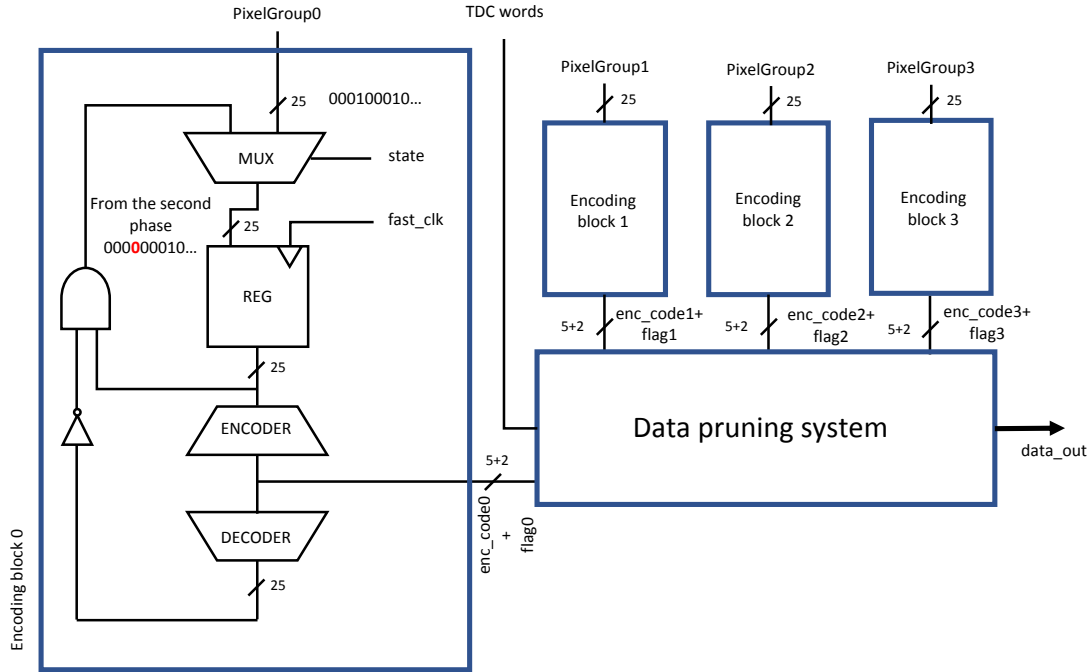 PixelGroup0
TDC words
PixelGroup1
PixelGroup2
PixelGroup3
25
000100010...
25
25
25
MUX
state
From the second
phase
000000010...
25
fast_clk
REG
Encoding
block 1
Encoding
block 2
Encoding
block 3
5+2
enc_code1+
flag1
5+2
enc_code2+
flag2
5+2
enc_code3+
flag3
25
ENCODER
Data pruning system
data_out
5+2
enc_code0
+
flag0
DECODER
25
Encoding block 0